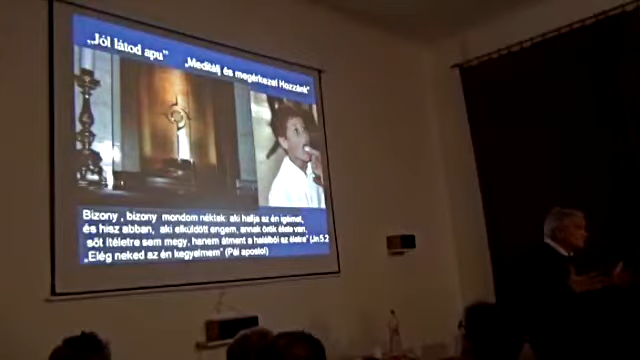 „Jól látod apu”
„Meditálj és megérkezel Hozzánk”
Bizony , bizony mondom néktek: aki hallja az én igémet,
és hisz abban, aki elküldött engem, annak örök élete van,
sőt ítéletre sem megy, hanem átment a halálból az életre” (Jn.5.2
„Elég neked az én kegyelmem” (Pál apostol)